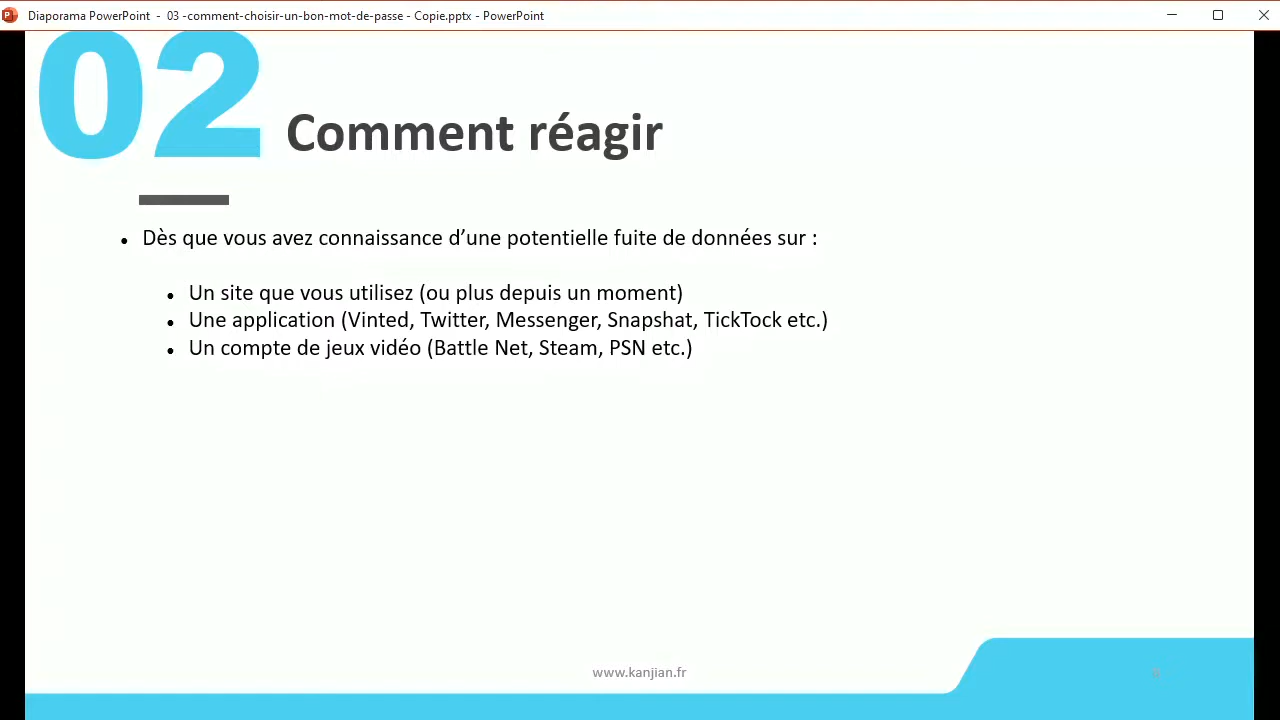 Diaporama PowerPoint - 03 -comment-choisir-un-bon-mot-de-passe - Copie.pptx - PowerPoint
02
Comment réagir
• Dès que vous avez connaissance d’une potentielle fuite de données sur :
• Un site que vous utilisez (ou plus depuis un moment)
• Une application (Vinted, Twitter, Messenger, Snapshat, TickTock etc.)
• Un compte de jeux vidéo (Battle Net, Steam, PSN etc.)
www.kanjian.fr